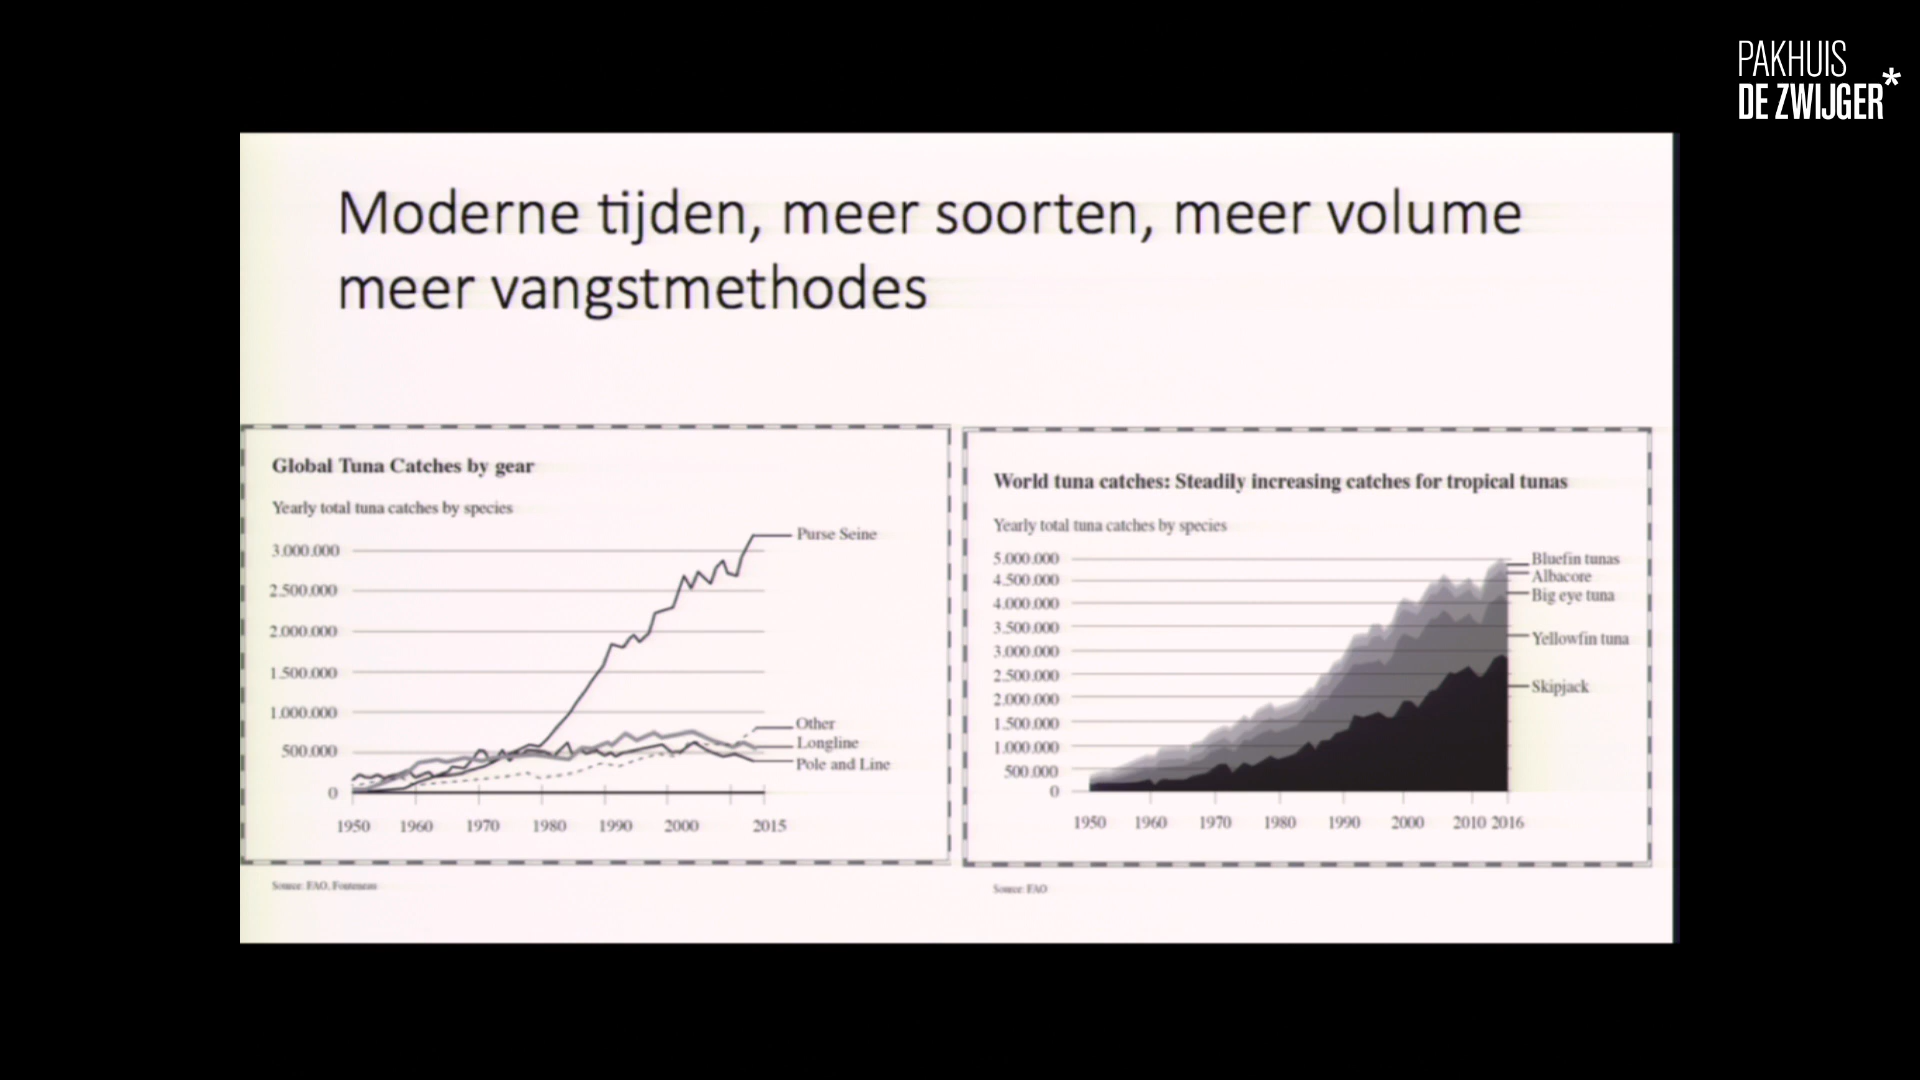 PAKHUIS
DE ZWIJGER*
Moderne tijden, meer soorten, meer volume
meer vangstmethodes
Global Tuna Catches by gear
Yearly total tuna catches by species
3.000.000
2.500.000
2.000.000
1.500.000
1.000.000
500.000
0
1950 1960 1970 1980 1990 2000 2015
Purse Seine
Other
Longline
Pole and Line
Source: FAO, Fonteneau
World tuna catches: Steadily increasing catches for tropical tunas
Yearly total tuna catches by species
5.000.000
4.500.000
4.000.000
3.500.000
3.000.000
2.500.000
2.000.000
1.500.000
1.000.000
500.000
0
1950 1960 1970 1980 1990 2000 2010 2016
Bluefin tunas
Albacore
Big eye tuna
Yellowfin tuna
Skipjack
Source: FAO